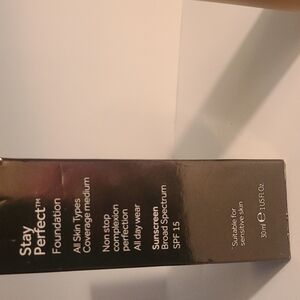 Stay
Perfect™
Foundation
All Skin Types
Coverage medium
Non stop
complexion
perfection
All day wear
Sunscreen
Broad Spectrum
SPF 15
*Suitable for
sensitive skin
30ml ℮ 1 US Fl Oz